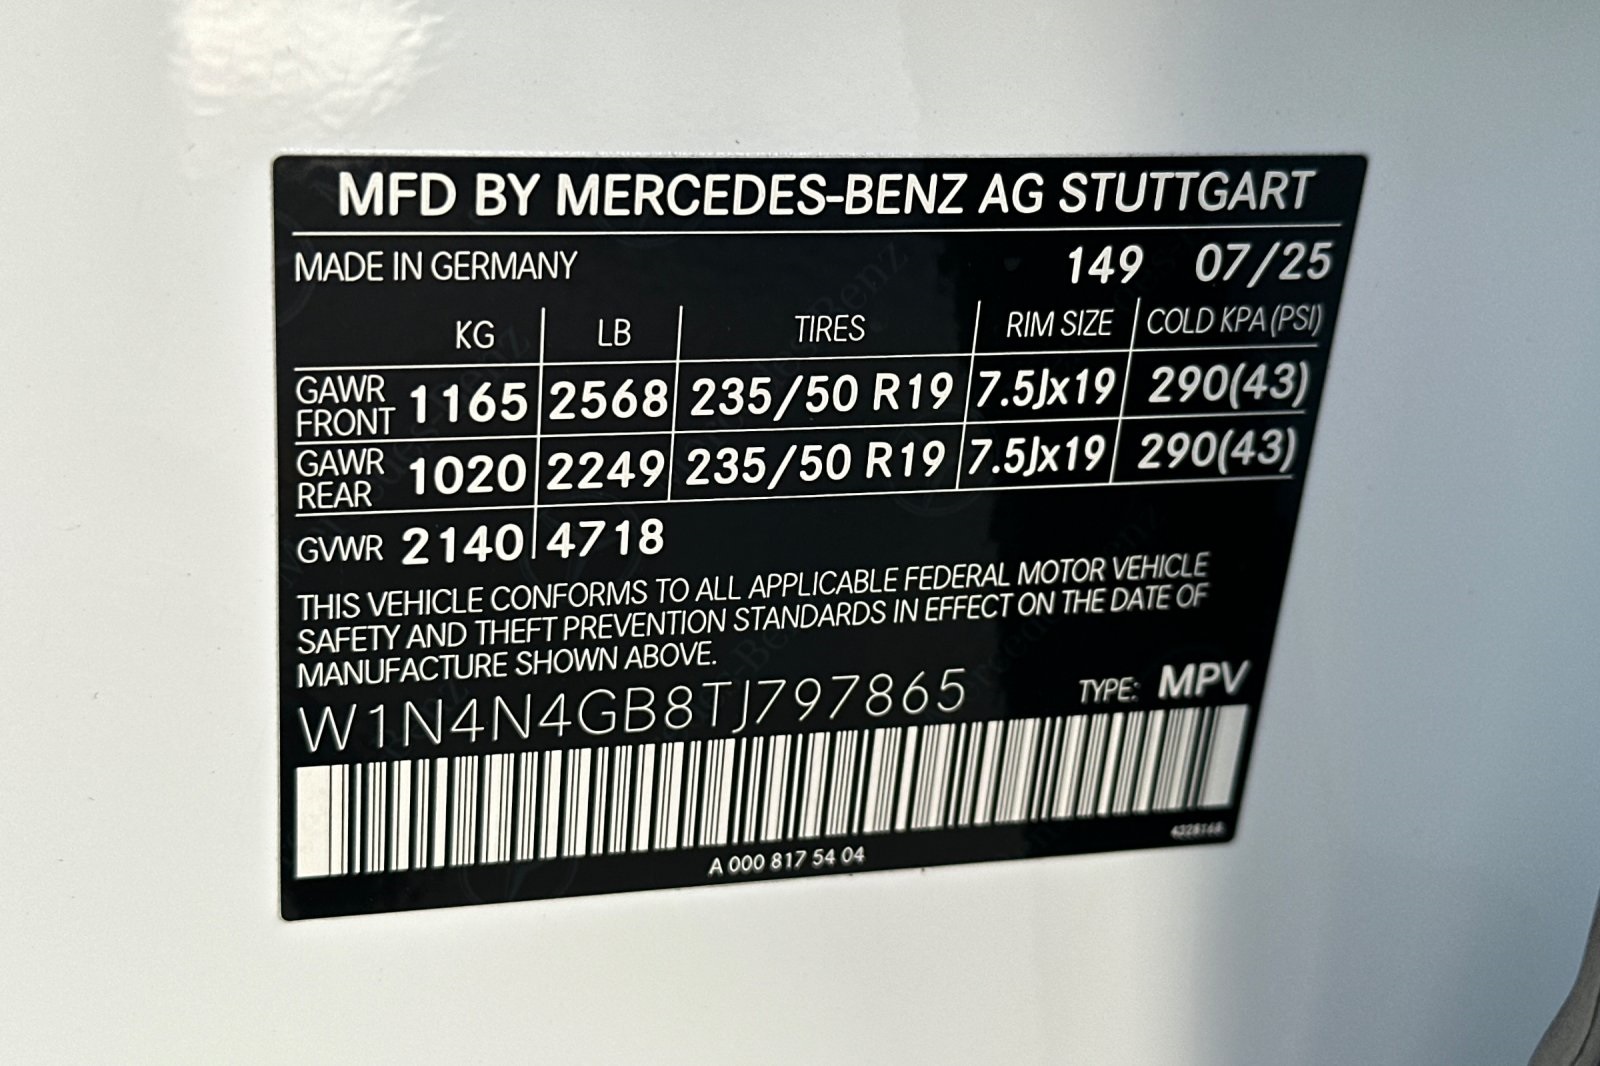 MFD BY MERCEDES-BENZ AG STUTTGART
MADE IN GERMANY 149 07/25
KG LB TIRES RIM SIZE COLD KPA (PSI)
GAWR FRONT 1165 2568 235/50 R19 7.5Jx19 290(43)
GAWR REAR 1020 2249 235/50 R19 7.5Jx19 290(43)
GVWR 2140 4718
THIS VEHICLE CONFORMS TO ALL APPLICABLE FEDERAL MOTOR VEHICLE
SAFETY AND THEFT PREVENTION STANDARDS IN EFFECT ON THE DATE OF
MANUFACTURE SHOWN ABOVE.
W1N4N4GB8TJ797865 TYPE: MPV
A 000 817 54 04